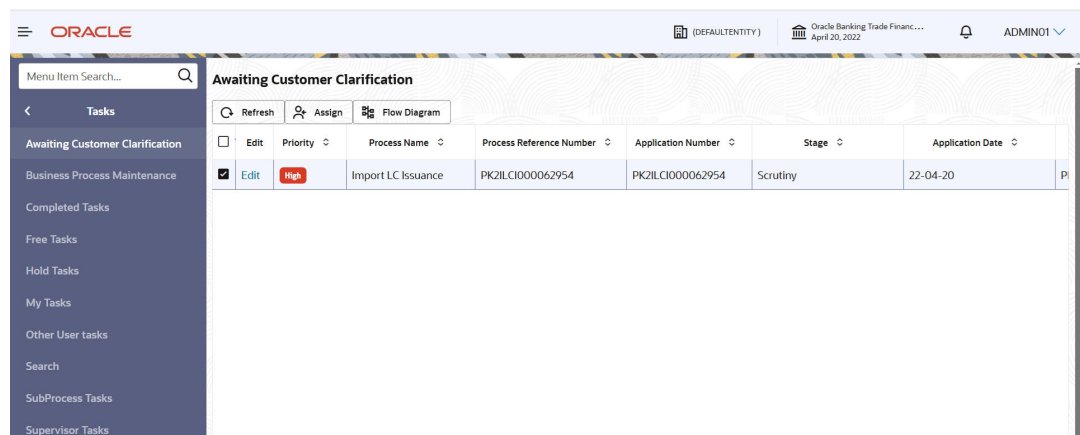 ORACLE
(DEFAULTENTITY)
Oracle Banking Trade Financ...
April 20, 2022
ADMIN01
Menu Item Search...
Tasks
Awaiting Customer Clarification
Business Process Maintenance
Completed Tasks
Free Tasks
Hold Tasks
My Tasks
Other User tasks
Search
SubProcess Tasks
Supervisor Tasks
Awaiting Customer Clarification
Refresh Assign Flow Diagram
Edit Priority Process Name Process Reference Number Application Number Stage Application Date
Edit High Import LC Issuance PK2ILCI000062954 PK2ILCI000062954 Scrutiny 22-04-20